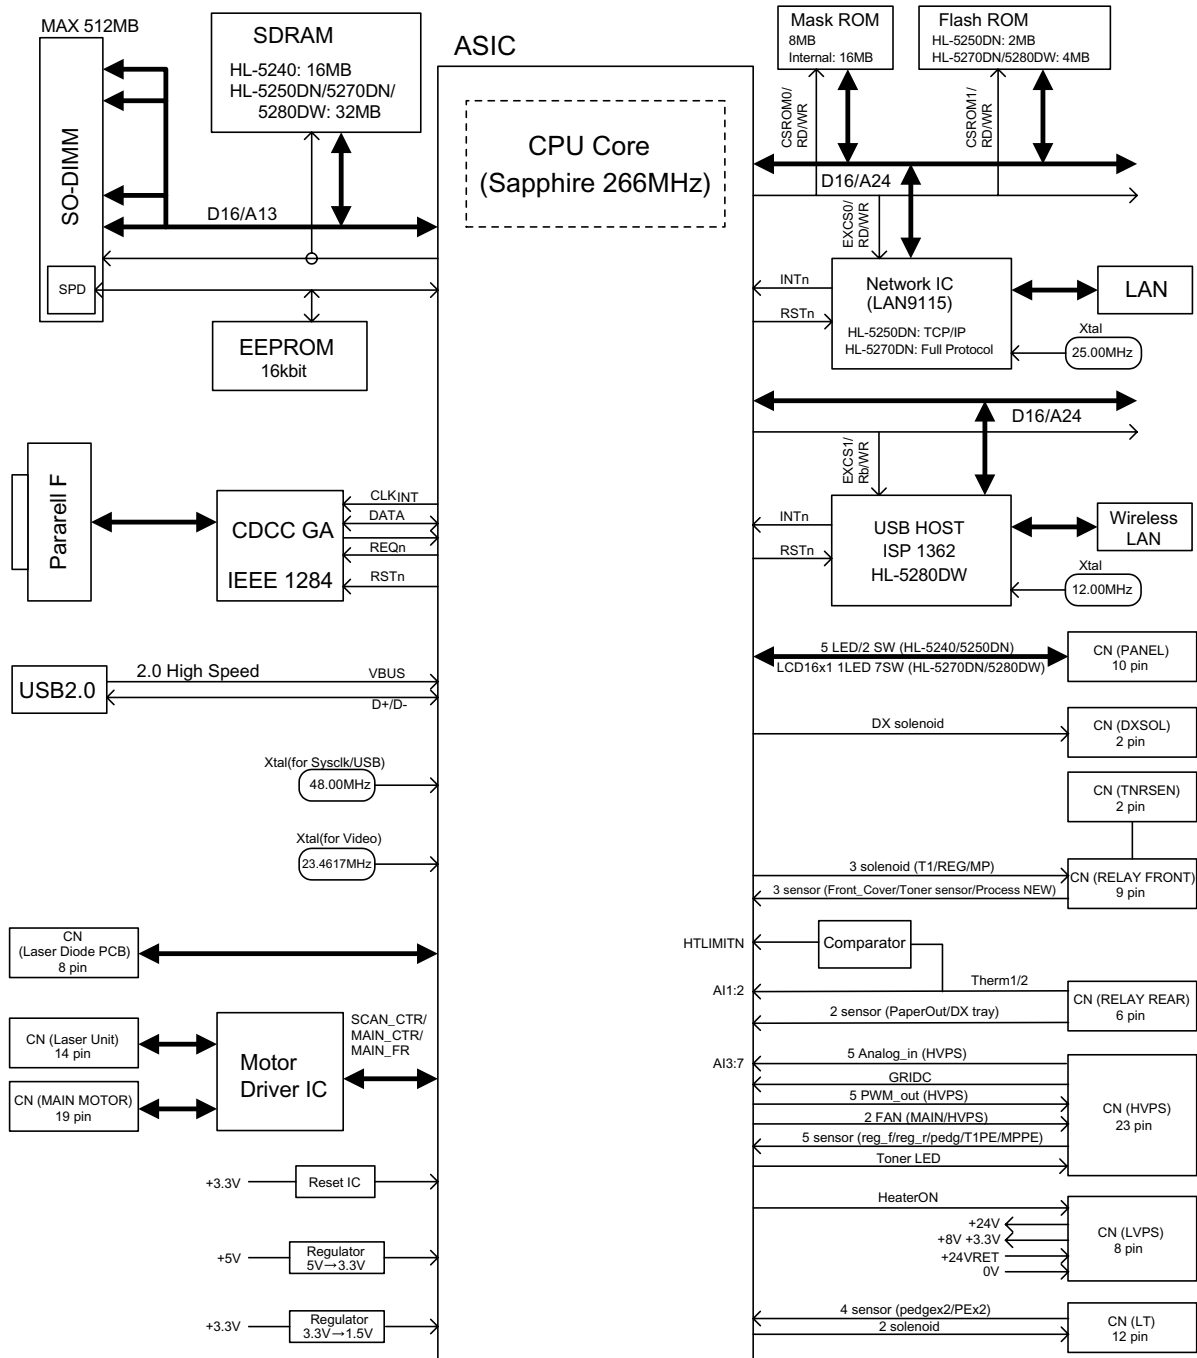 MAX 512MB
SO-DIMM
SPD
SDRAM
HL-5240: 16MB
HL-5250DN/5270DN/
5280DW: 32MB
D16/A13
EEPROM
16kbit
ASIC
CPU Core
(Sapphire 266MHz)
Mask ROM
8MB
Internal: 16MB
Flash ROM
HL-5250DN: 2MB
HL-5270DN/5280DW: 4MB
CSROM0/
RD/WR
CSROM1/
RD/WR
D16/A24
EXCS0/
RD/WR
INTn
RSTn
Network IC
(LAN9115)
HL-5250DN: TCP/IP
HL-5270DN: Full Protocol
LAN
Xtal
25.00MHz
D16/A24
EXCS1/
Rb/WR
INTn
RSTn
USB HOST
ISP 1362
HL-5280DW
Wireless
LAN
Xtal
12.00MHz
Pararell F
CDCC GA
IEEE 1284
CLKINT
DATA
REQn
RSTn
USB2.0
2.0 High Speed
VBUS
D+/D-
Xtal(for Sysclk/USB)
48.00MHz
Xtal(for Video)
23.4617MHz
CN
(Laser Diode PCB)
8 pin
CN (Laser Unit)
14 pin
CN (MAIN MOTOR)
19 pin
Motor
Driver IC
SCAN_CTR/
MAIN_CTR/
MAIN_FR
+3.3V
Reset IC
+5V
Regulator
5V→3.3V
+3.3V
Regulator
3.3V→1.5V
5 LED/2 SW (HL-5240/5250DN)
LCD16x1 1LED 7SW (HL-5270DN/5280DW)
CN (PANEL)
10 pin
DX solenoid
CN (DXSOL)
2 pin
CN (TNRSEN)
2 pin
3 solenoid (T1/REG/MP)
3 sensor (Front_Cover/Toner sensor/Process NEW)
CN (RELAY FRONT)
9 pin
HTLIMITN
Comparator
AI1:2
Therm1/2
2 sensor (PaperOut/DX tray)
CN (RELAY REAR)
6 pin
AI3:7
5 Analog_in (HVPS)
GRIDC
5 PWM_out (HVPS)
2 FAN (MAIN/HVPS)
5 sensor (reg_f/reg_r/pedg/T1PE/MPPE)
Toner LED
CN (HVPS)
23 pin
HeaterON
+24V
+8V +3.3V
+24VRET
0V
CN (LVPS)
8 pin
4 sensor (pedgex2/PEx2)
2 solenoid
CN (LT)
12 pin